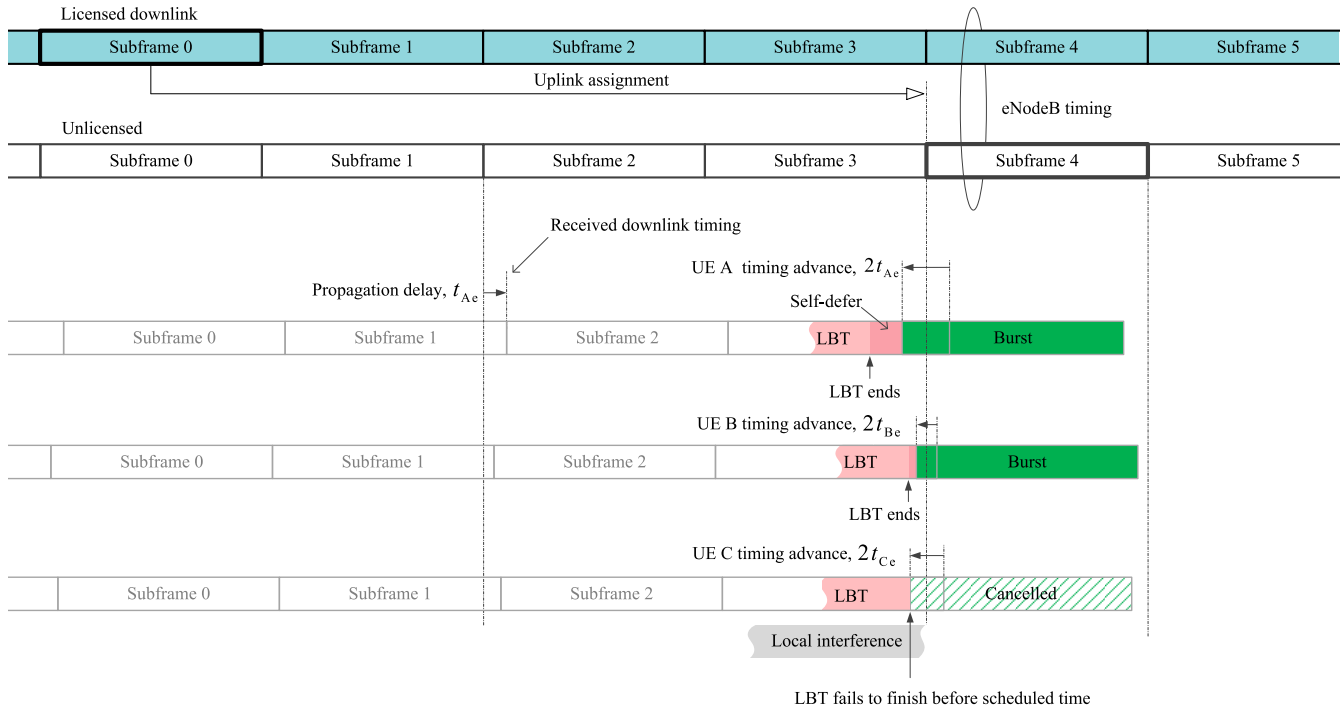 Licensed downlink
Subframe 0 Subframe 1 Subframe 2 Subframe 3 Subframe 4 Subframe 5
Uplink assignment
eNodeB timing
Unlicensed
Subframe 0 Subframe 1 Subframe 2 Subframe 3 Subframe 4 Subframe 5
Received downlink timing
UE A timing advance, 2t_Ae
Propagation delay, t_Ae
Self-defer
Subframe 0 Subframe 1 Subframe 2 LBT Burst
LBT ends
UE B timing advance, 2t_Be
Subframe 0 Subframe 1 Subframe 2 LBT Burst
LBT ends
UE C timing advance, 2t_Ce
Subframe 0 Subframe 1 Subframe 2 LBT Cancelled
Local interference
LBT fails to finish before scheduled time